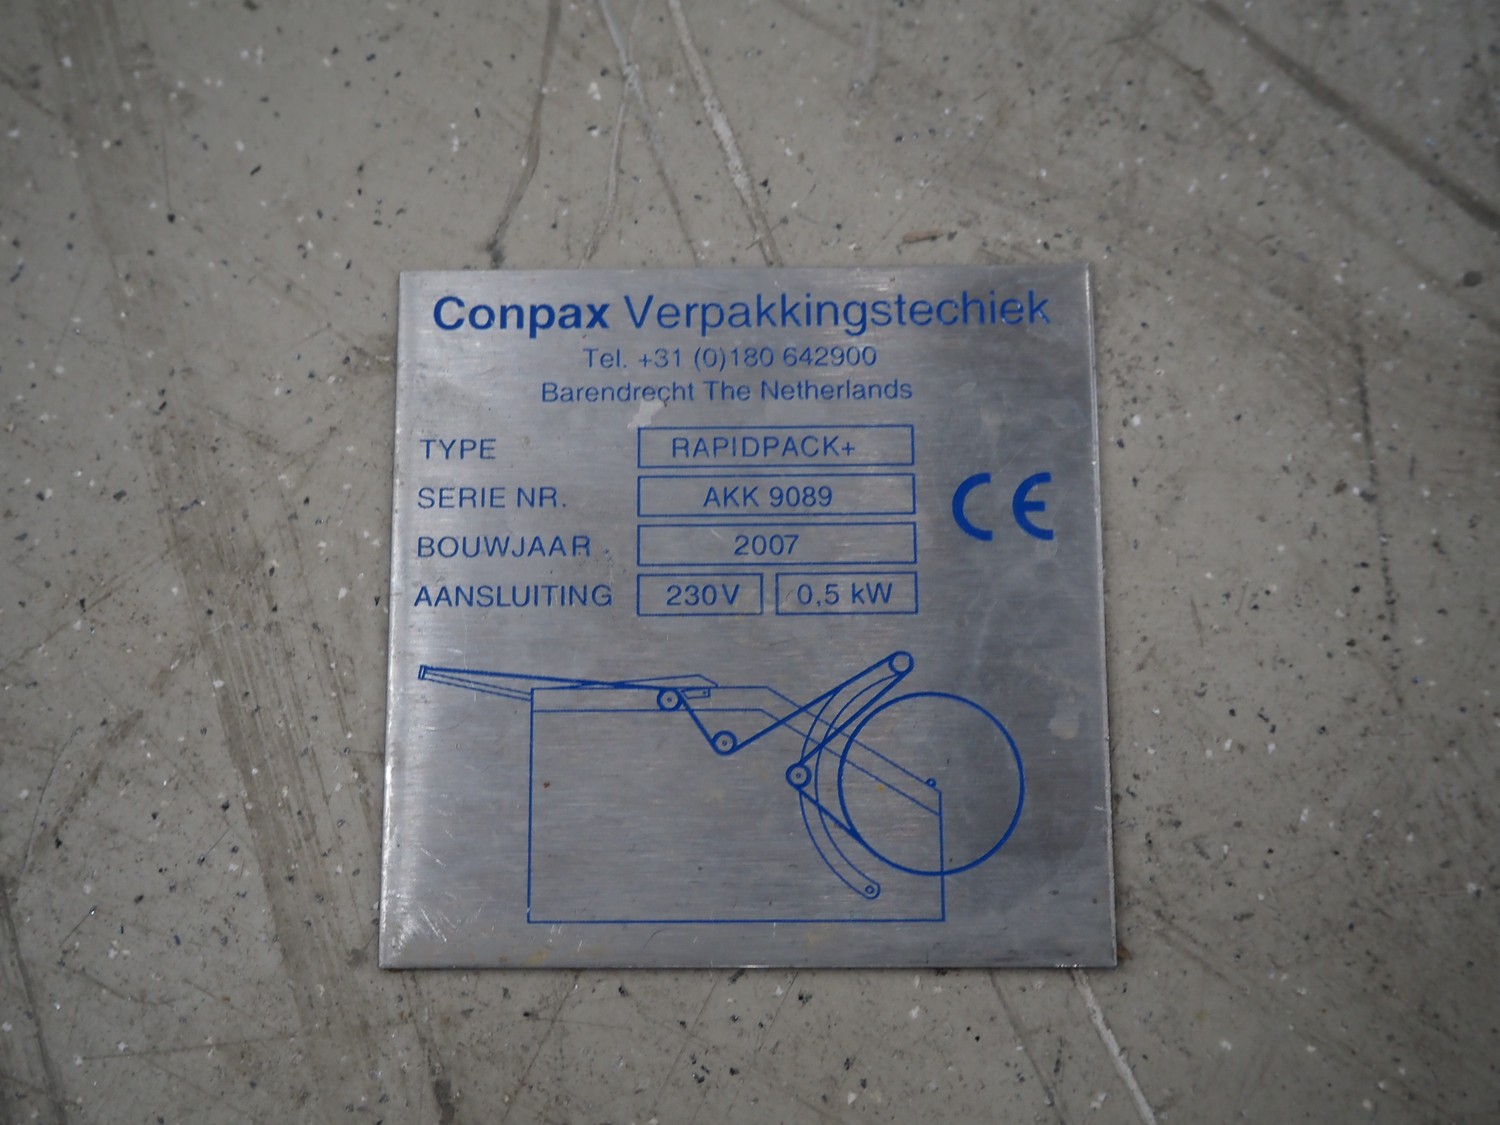 Conpax Verpakkingstechiek
Tel. +31 (0)180 642900
Barendrecht The Netherlands
TYPE RAPIDPACK+
SERIE NR. AKK 9089
BOUWJAAR 2007
AANSLUITING 230V 0,5 kW
CE